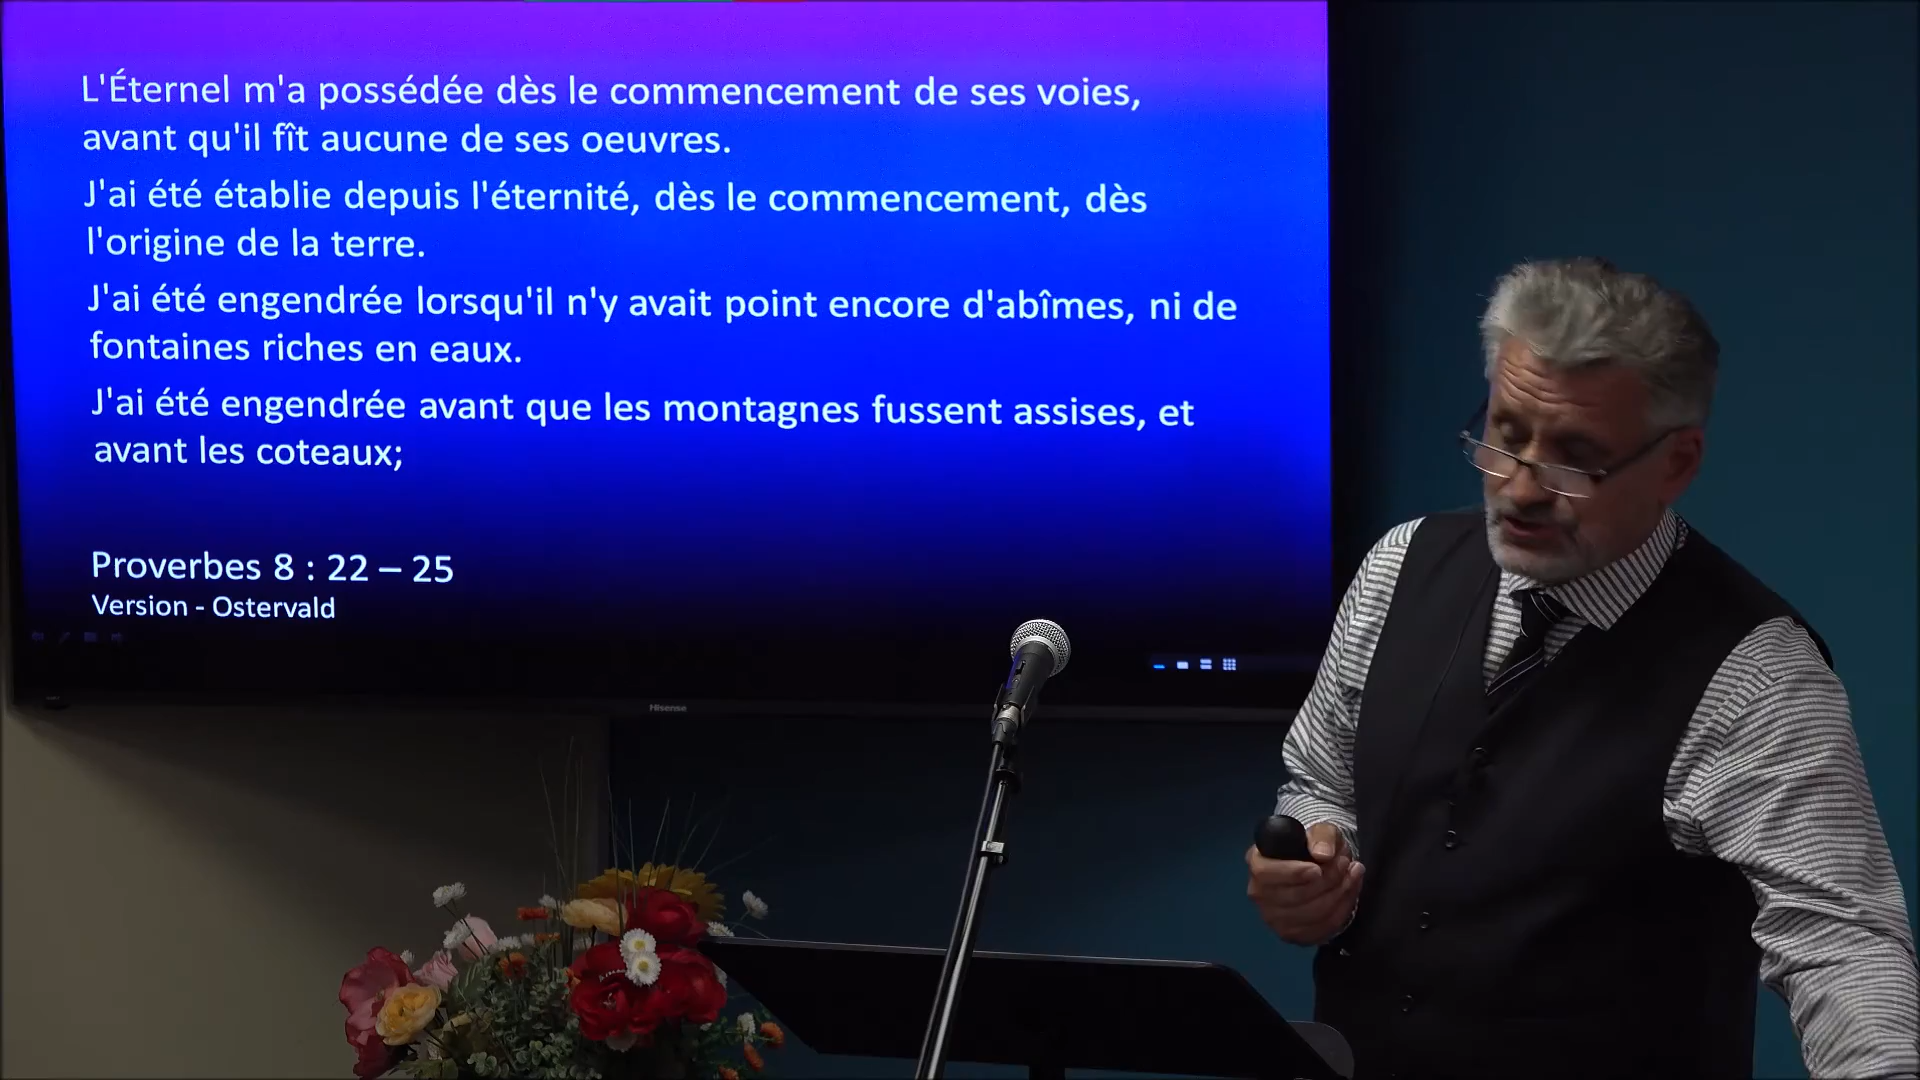 L'Éternel m'a possédée dès le commencement de ses voies,
avant qu'il fît aucune de ses oeuvres.
J'ai été établie depuis l'éternité, dès le commencement, dès
l'origine de la terre.
J'ai été engendrée lorsqu'il n'y avait point encore d'abîmes, ni de
fontaines riches en eaux.
J'ai été engendrée avant que les montagnes fussent assises, et
avant les coteaux;
Proverbes 8 : 22 – 25
Version - Ostervald
Hisense